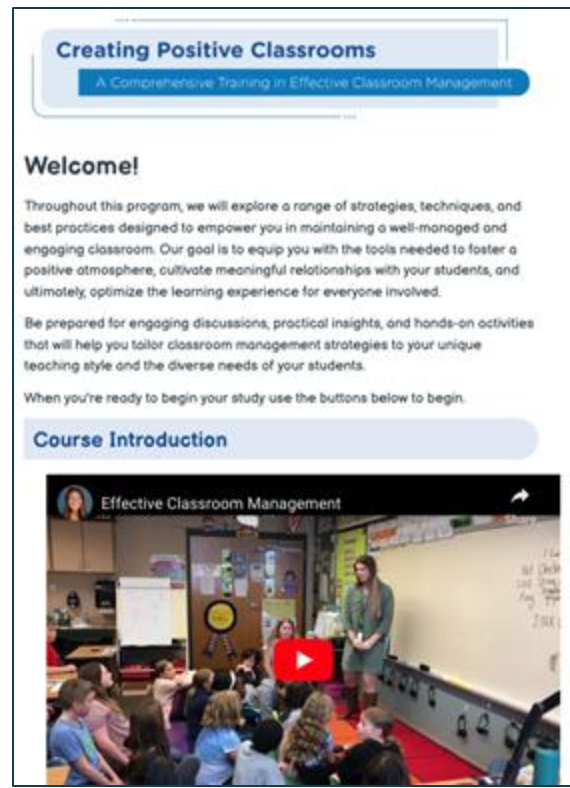 Creating Positive Classrooms
A Comprehensive Training in Effective Classroom Management
Welcome!
Throughout this program, we will explore a range of strategies, techniques, and
best practices designed to empower you in maintaining a well-managed and
engaging classroom. Our goal is to equip you with the tools needed to foster a
positive atmosphere, cultivate meaningful relationships with your students, and
ultimately, optimize the learning experience for everyone involved.
Be prepared for engaging discussions, practical insights, and hands-on activities
that will help you tailor classroom management strategies to your unique
teaching style and the diverse needs of your students.
When you're ready to begin your study use the buttons below to begin.
Course Introduction
Effective Classroom Management
Share